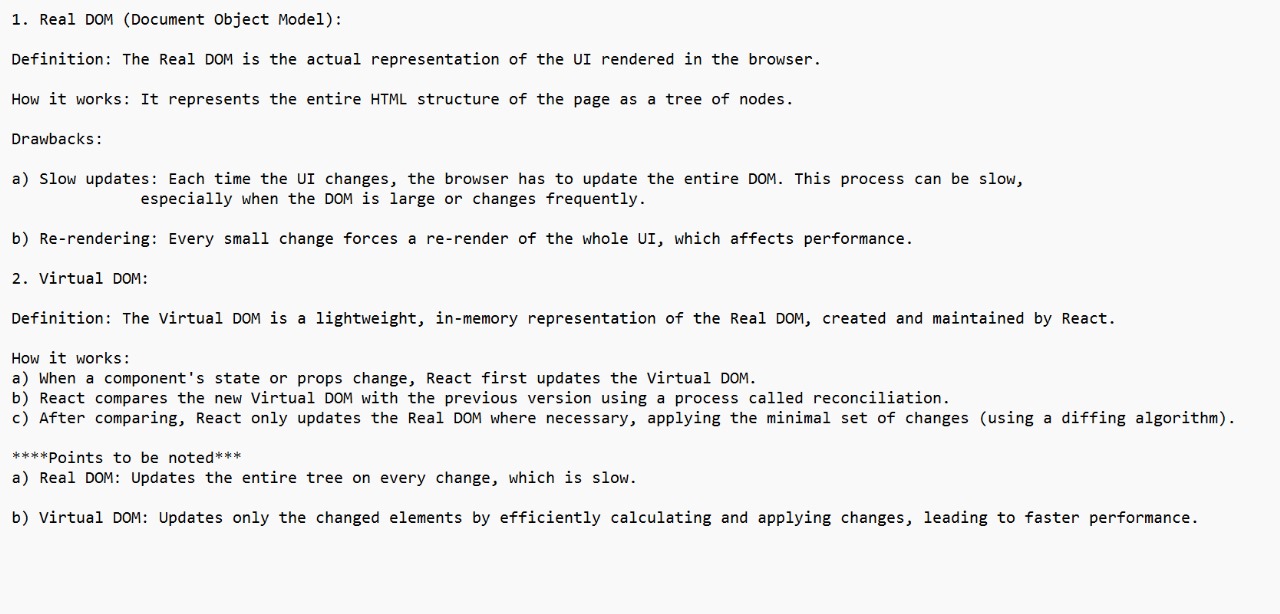 1. Real DOM (Document Object Model):
Definition: The Real DOM is the actual representation of the UI rendered in the browser.
How it works: It represents the entire HTML structure of the page as a tree of nodes.
Drawbacks:
a) Slow updates: Each time the UI changes, the browser has to update the entire DOM. This process can be slow,
especially when the DOM is large or changes frequently.
b) Re-rendering: Every small change forces a re-render of the whole UI, which affects performance.
2. Virtual DOM:
Definition: The Virtual DOM is a lightweight, in-memory representation of the Real DOM, created and maintained by React.
How it works:
a) When a component's state or props change, React first updates the Virtual DOM.
b) React compares the new Virtual DOM with the previous version using a process called reconciliation.
c) After comparing, React only updates the Real DOM where necessary, applying the minimal set of changes (using a diffing algorithm).
****Points to be noted***
a) Real DOM: Updates the entire tree on every change, which is slow.
b) Virtual DOM: Updates only the changed elements by efficiently calculating and applying changes, leading to faster performance.